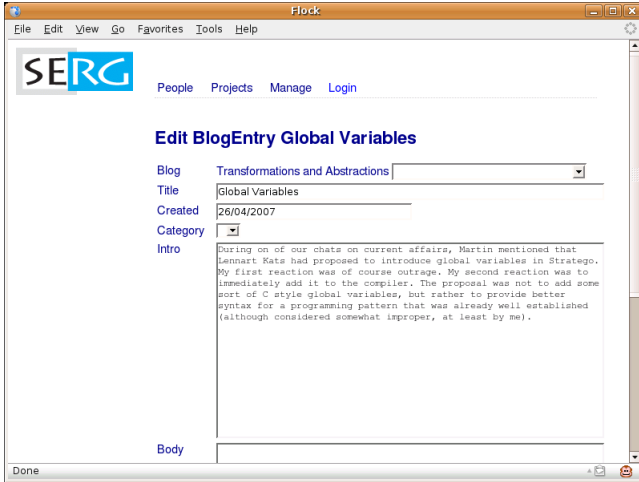 Flock
File Edit View Go Favorites Tools Help
SERG
People Projects Manage Login
Edit BlogEntry Global Variables
Blog Transformations and Abstractions
Title Global Variables
Created 26/04/2007
Category
Intro During on of our chats on current affairs, Martin mentioned that
Lennart Kats had proposed to introduce global variables in Stratego.
My first reaction was of course outrage. My second reaction was to
immediately add it to the compiler. The proposal was not to add some
sort of C style global variables, but rather to provide better
syntax for a programming pattern that was already well established
(although considered somewhat improper, at least by me).
Body
Done